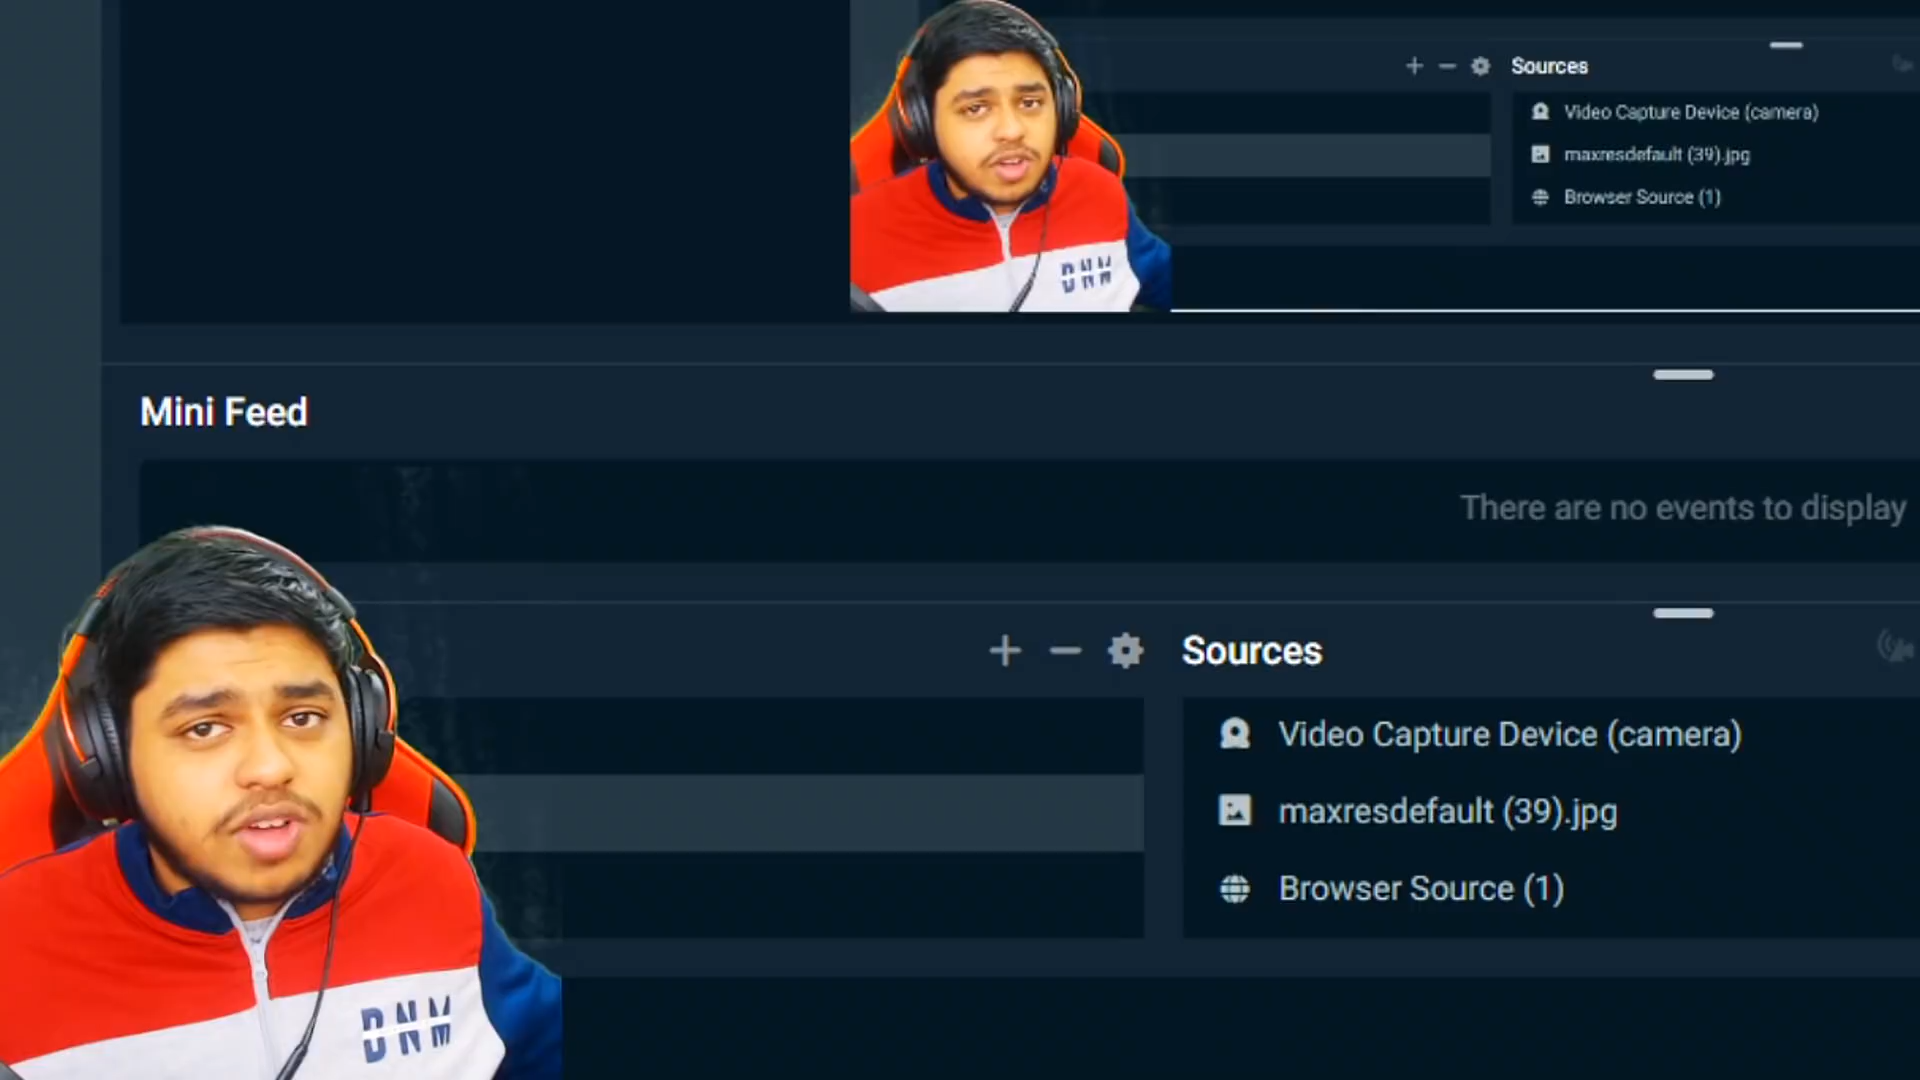 Sources
Video Capture Device (camera)
maxresdefault (39).jpg
Browser Source (1)
DNM
Mini Feed
There are no events to display
Sources
Video Capture Device (camera)
maxresdefault (39).jpg
Browser Source (1)
DNM